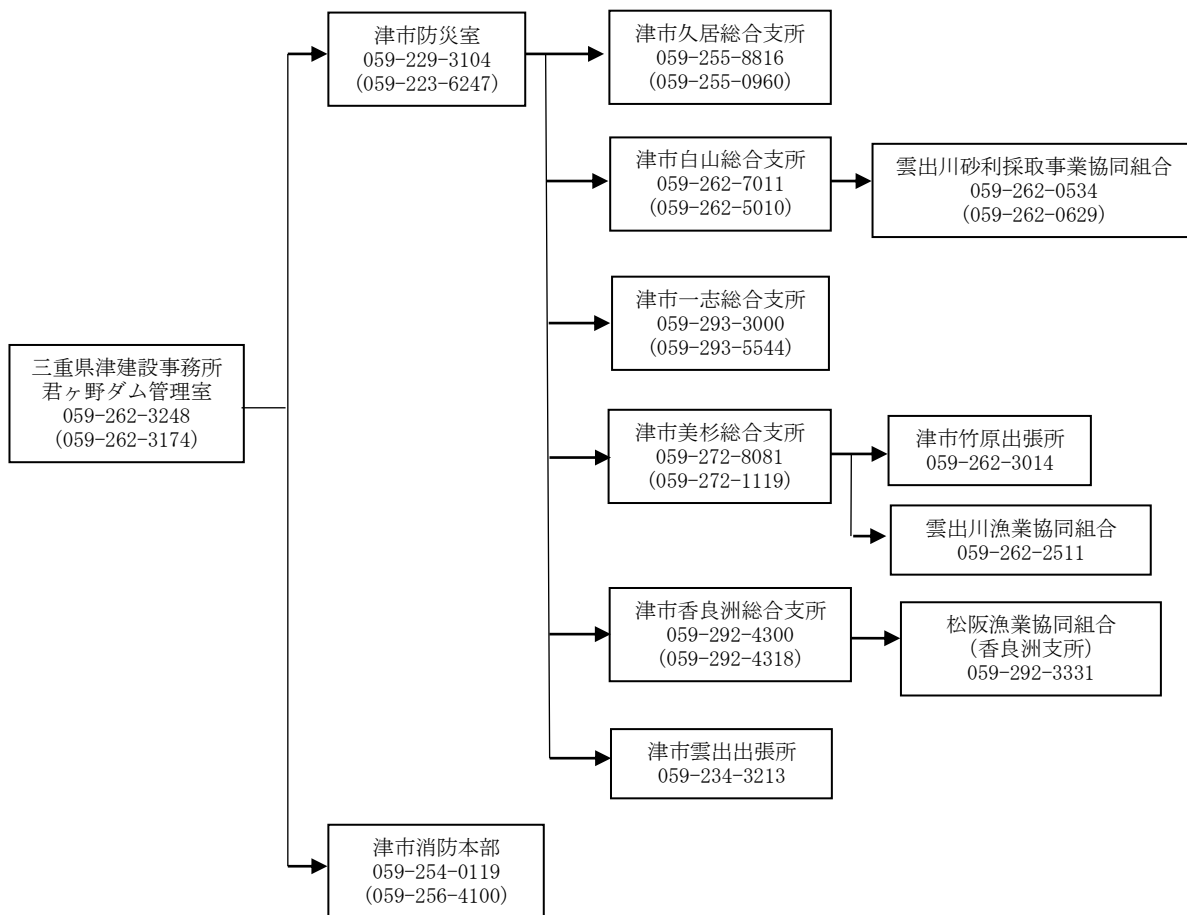 三重県津建設事務所
君ヶ野ダム管理室
059-262-3248
(059-262-3174)
津市防災室
059-229-3104
(059-223-6247)
津市久居総合支所
059-255-8816
(059-255-0960)
津市白山総合支所
059-262-7011
(059-262-5010)
雲出川砂利採取事業協同組合
059-262-0534
(059-262-0629)
津市一志総合支所
059-293-3000
(059-293-5544)
津市美杉総合支所
059-272-8081
(059-272-1119)
津市竹原出張所
059-262-3014
雲出川漁業協同組合
059-262-2511
津市香良洲総合支所
059-292-4300
(059-292-4318)
松阪漁業協同組合
(香良洲支所)
059-292-3331
津市雲出出張所
059-234-3213
津市消防本部
059-254-0119
(059-256-4100)